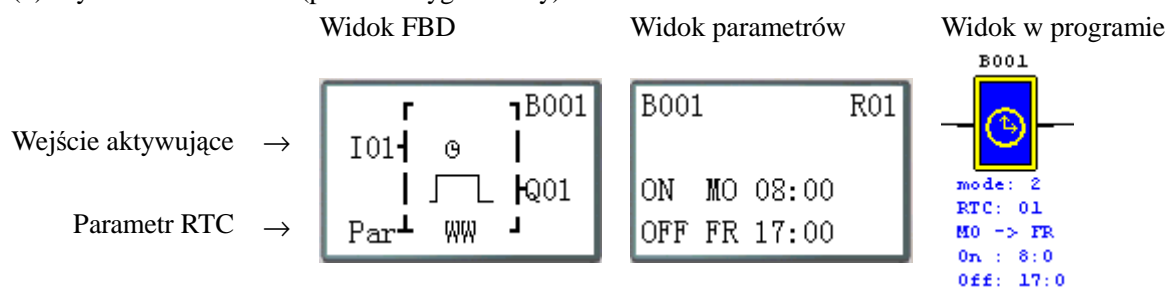 Widok FBD Widok parametrów Widok w programie
B001
B001
B001 R01
Wejście aktywujące →
I01
ON MO 08:00
Q01
mode: 2
RTC: 01
Parametr RTC →
Par
WW
OFF FR 17:00
MO -> FR
On : 8:0
Off: 17:0